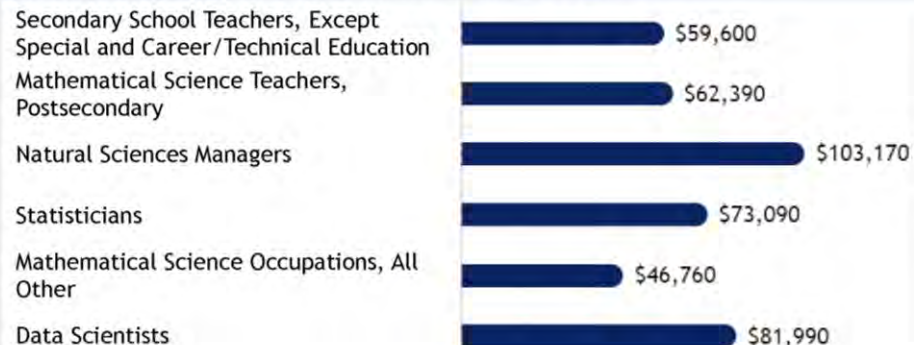 Secondary School Teachers, Except
Special and Career/Technical Education
$59,600
Mathematical Science Teachers,
Postsecondary
$62,390
Natural Sciences Managers
$103,170
Statisticians
$73,090
Mathematical Science Occupations, All
Other
$46,760
Data Scientists
$81,990